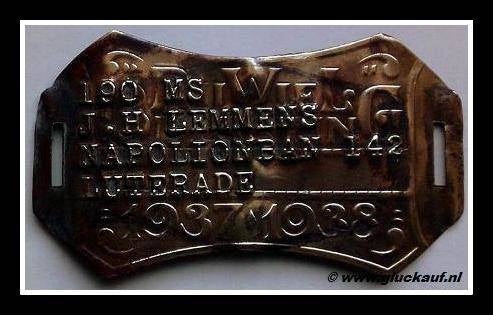 190 MS
J.H LEMMENS
NAPOLIONBAN 142
LUTERADE
1937 1938
© www.gluckauf.nl